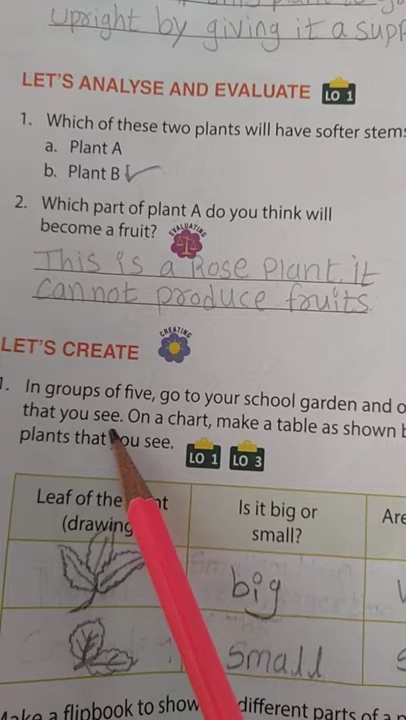 upright by giving it a supp
LET'S ANALYSE AND EVALUATE LO 1
1. Which of these two plants will have softer stem
a. Plant A
b. Plant B ✓
2. Which part of plant A do you think will
become a fruit? EVALUATING
This is a Rose Plant. it
can not produce fruits.
CREATING
LET'S CREATE
1. In groups of five, go to your school garden and o
that you see. On a chart, make a table as shown b
plants that you see.
LO 1 LO 3
Leaf of the nt Is it big or Are
(drawing small?
big
small
Make a flipbook to show different parts of a